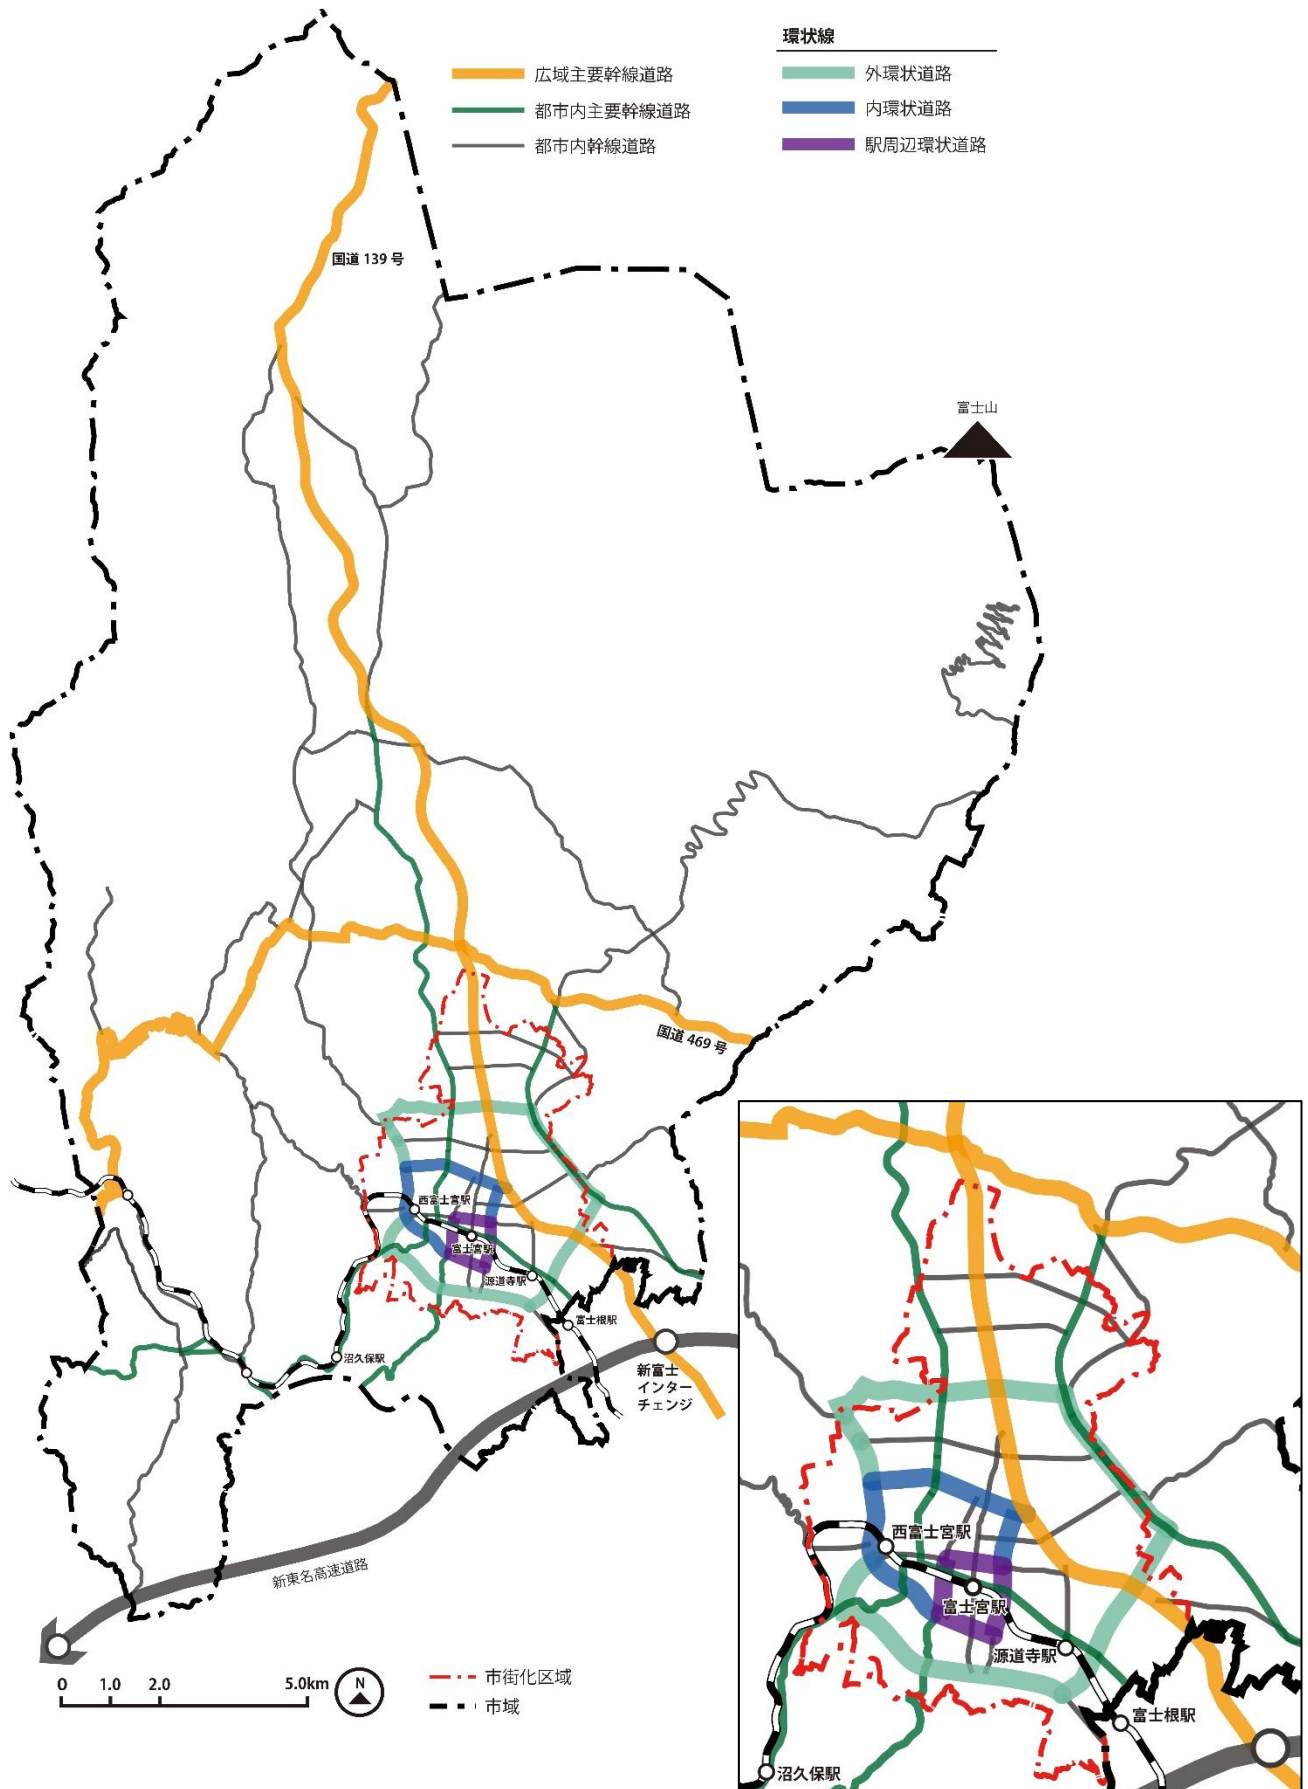 環状線
広域主要幹線道路
都市内主要幹線道路
都市内幹線道路
外環状道路
内環状道路
駅周辺環状道路
国道 139 号
富士山
国道 469 号
西富士宮駅
富士宮駅
源道寺駅
富士根駅
沼久保駅
新富士
インター
チェンジ
新東名高速道路
0 1.0 2.0 5.0km
N
市街化区域
市域
西富士宮駅
富士宮駅
源道寺駅
富士根駅
沼久保駅